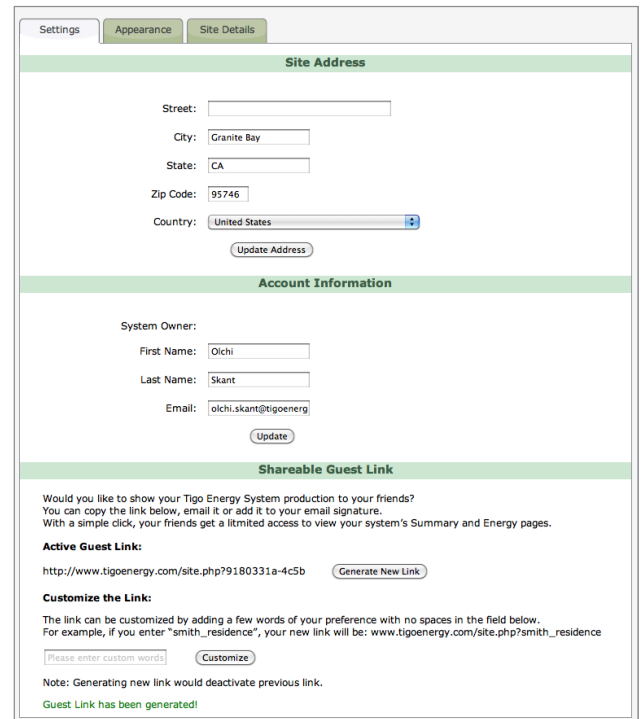 Settings Appearance Site Details
Site Address
Street:
City: Granite Bay
State: CA
Zip Code: 95746
Country: United States
Update Address
Account Information
System Owner:
First Name: Olchi
Last Name: Skant
Email: olchi.skant@tigoenerg
Update
Shareable Guest Link
Would you like to show your Tigo Energy System production to your friends?
You can copy the link below, email it or add it to your email signature.
With a simple click, your friends get a litmited access to view your system's Summary and Energy pages.
Active Guest Link:
http://www.tigoenergy.com/site.php?9180331a-4c5b Generate New Link
Customize the Link:
The link can be customized by adding a few words of your preference with no spaces in the field below.
For example, if you enter "smith_residence", your new link will be: www.tigoenergy.com/site.php?smith_residence
Please enter custom words Customize
Note: Generating new link would deactivate previous link.
Guest Link has been generated!